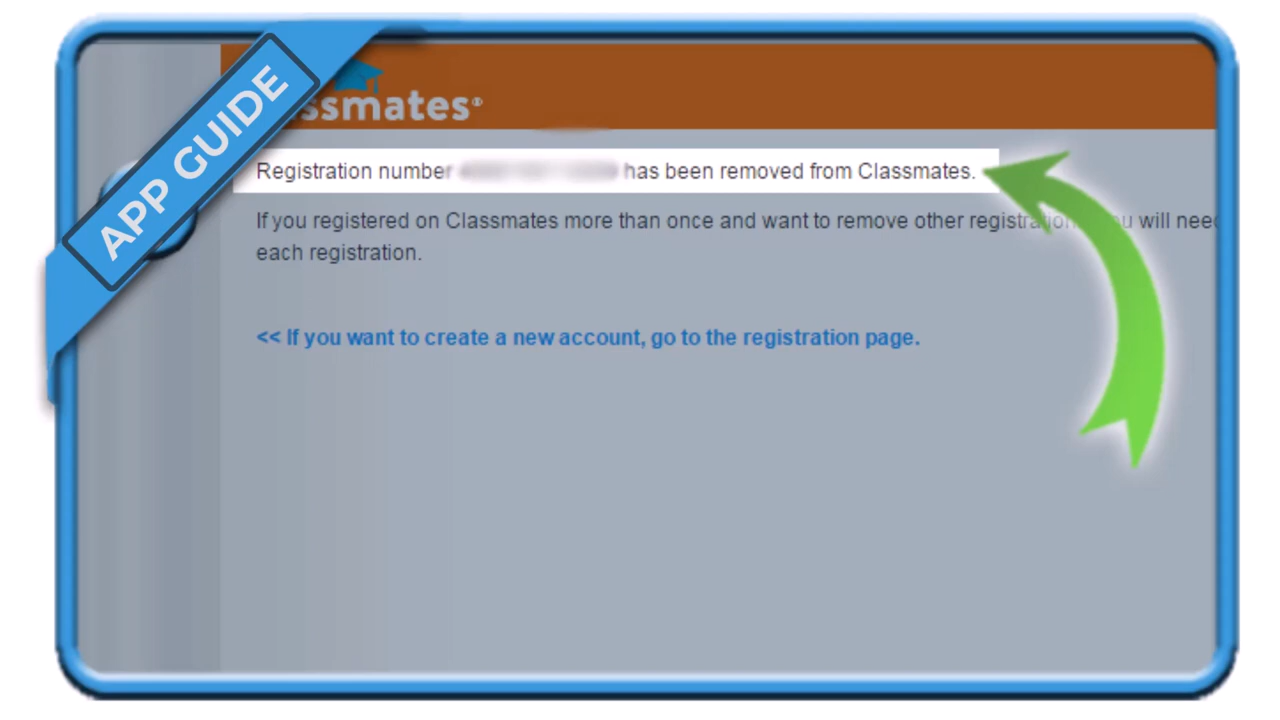 APP GUIDE
ssmates®
Registration number has been removed from Classmates.
If you registered on Classmates more than once and want to remove other will need
each registration.
<< If you want to create a new account, go to the registration page.